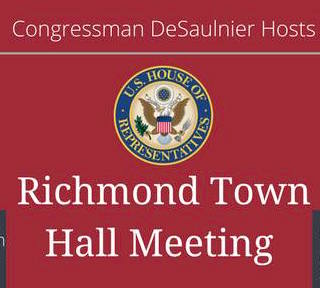 Congressman DeSaulnier Hosts
U.S. HOUSE OF
REPRESENTATIVES
Richmond Town
Hall Meeting